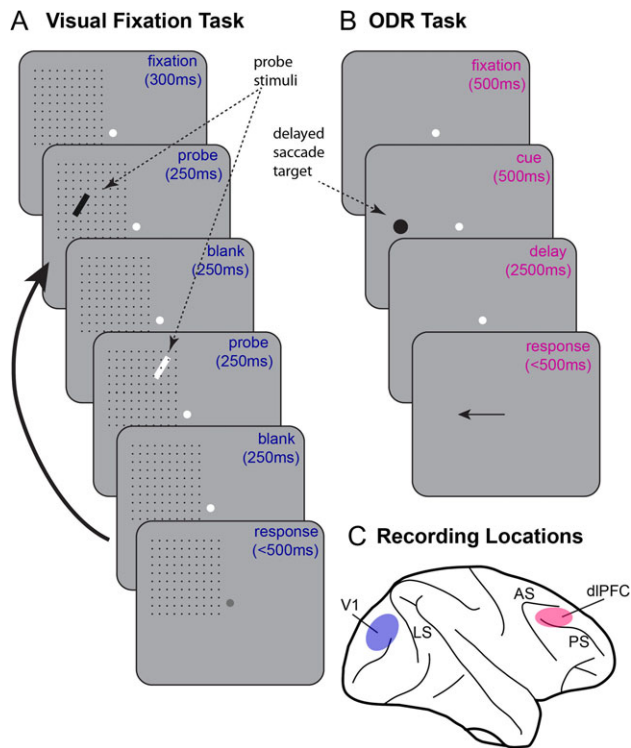 A Visual Fixation Task
fixation
(300ms)
probe
stimuli
probe
(250ms)
blank
(250ms)
probe
(250ms)
blank
(250ms)
response
(<500ms)
B ODR Task
fixation
(500ms)
delayed
saccade
target
cue
(500ms)
delay
(2500ms)
response
(<500ms)
C Recording Locations
V1
LS
AS
dlPFC
PS